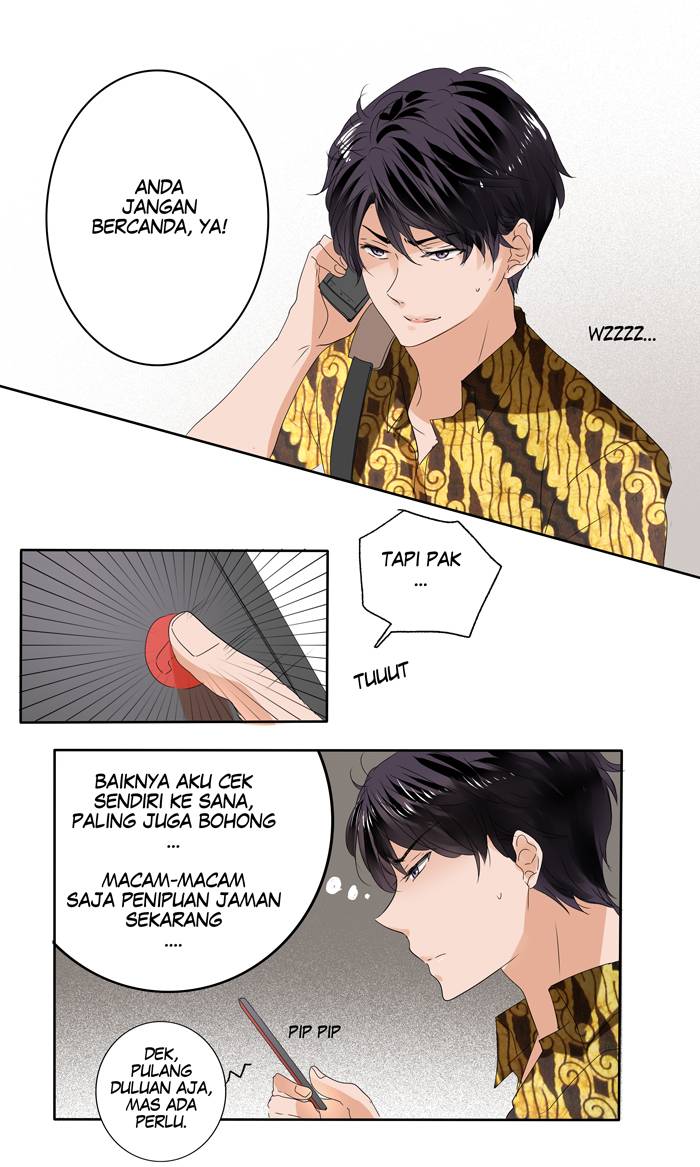 ANDA
JANGAN
BERCANDA, YA!
WZZZZ...
TAPI PAK
...
TUUUT
BAIKNYA AKU CEK
SENDIRI KE SANA,
PALING JUGA BOHONG
...
MACAM-MACAM
SAJA PENIPUAN JAMAN
SEKARANG
....
PIP PIP
DEK,
PULANG
DULUAN AJA,
MAS ADA
PERLU.